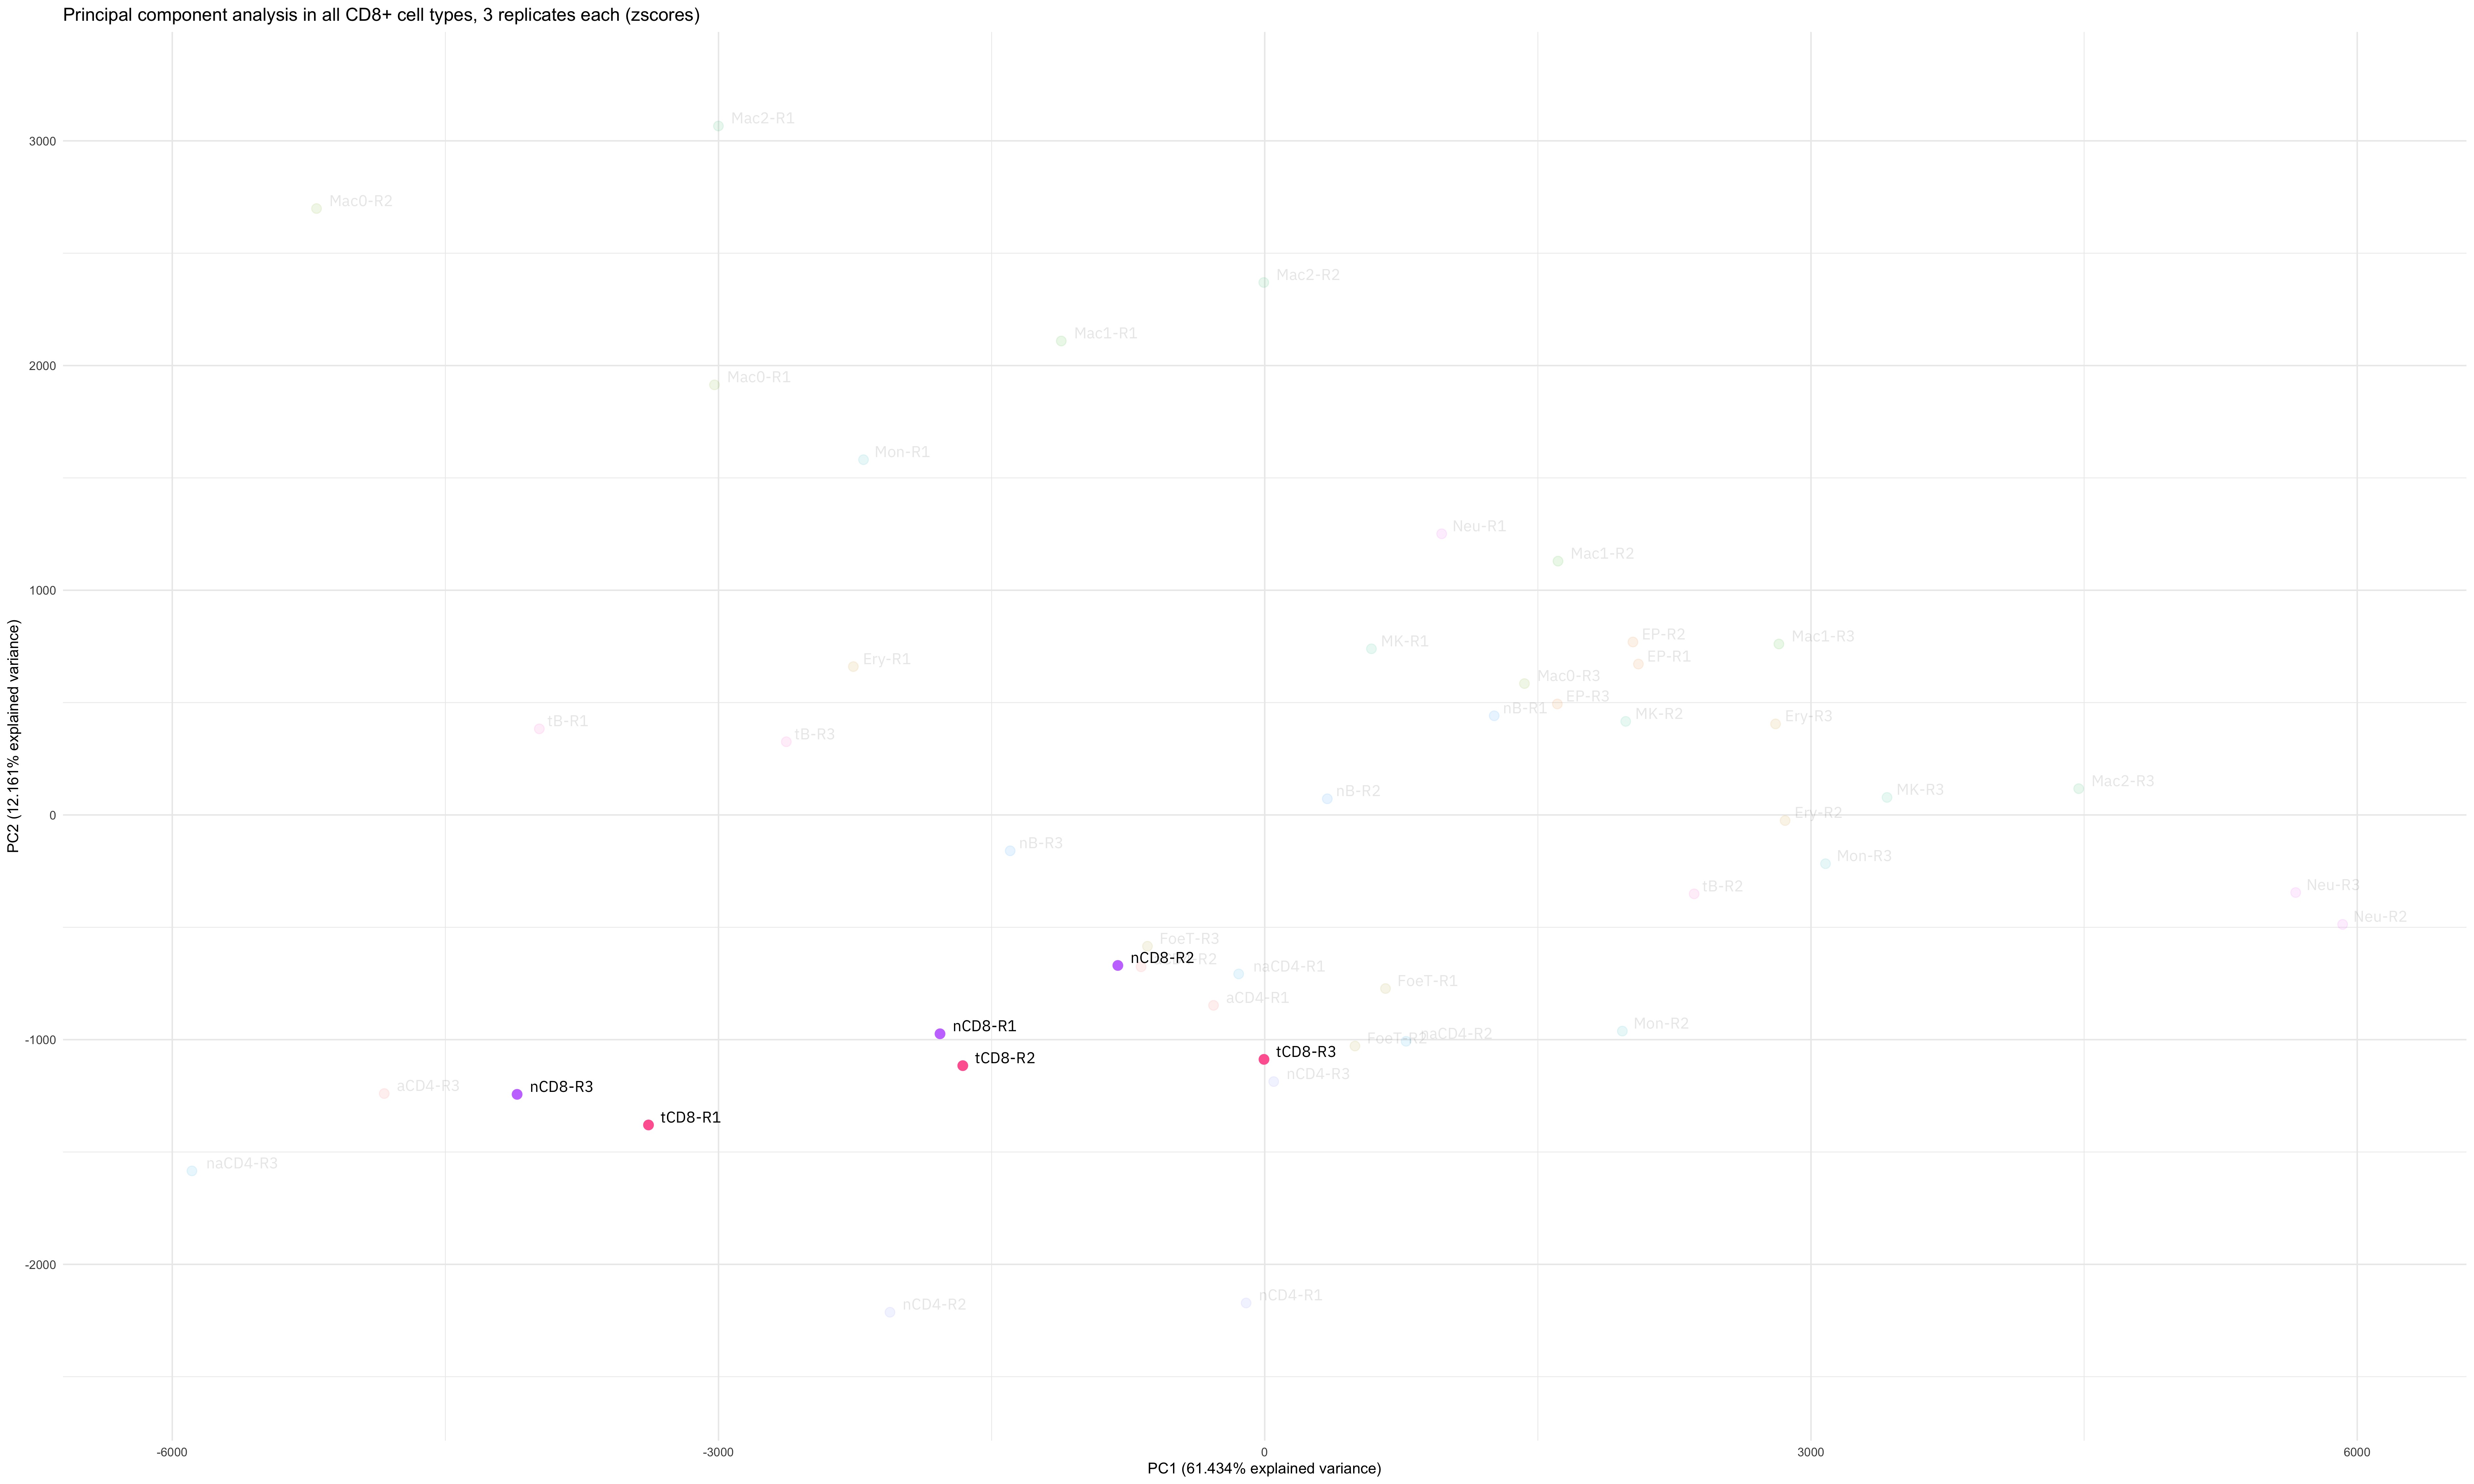 Principal component analysis in all CD8+ cell types, 3 replicates each (zscores)
Mac2-R1
3000
Mac0-R2
Mac2-R2
Mac1-R1
2000
Mac0-R1
Mon-R1
Neu-R1
Mac1-R2
1000
EP-R2
Mac1-R3
MK-R1
EP-R1
Ery-R1
Mac0-R3
EP-R3
nB-R1
MK-R2
Ery-R3
tB-R1
tB-R3
Mac2-R3
nB-R2
MK-R3
0
Ery-R2
nB-R3
Mon-R3
tB-R2
Neu-R3
Neu-R2
FoeT-R3
nCD8-R2
naCD4-R1
FoeT-R1
aCD4-R1
nCD8-R1
Mon-R2
naCD4-R2
FoeT-R2
-1000
tCD8-R3
tCD8-R2
nCD4-R3
aCD4-R3
nCD8-R3
tCD8-R1
naCD4-R3
-2000
nCD4-R1
nCD4-R2
PC2 (12.161% explained variance)
-6000
-3000
0
3000
6000
PC1 (61.434% explained variance)